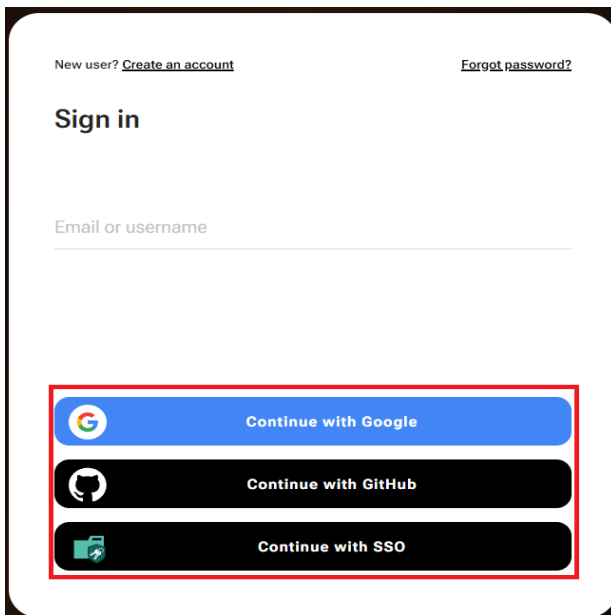 New user? Create an account
Forgot password?
Sign in
Email or username
Continue with Google
Continue with GitHub
Continue with SSO